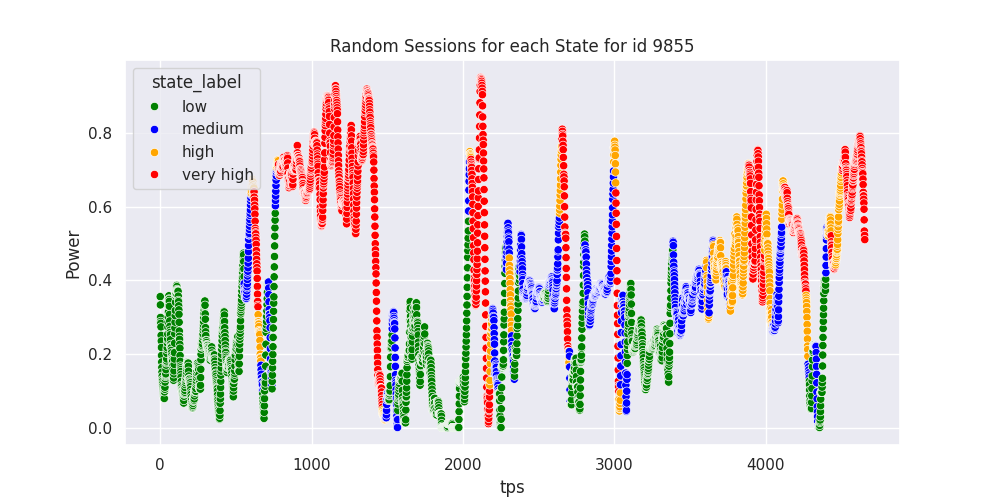 Random Sessions for each State for id 9855
state_label
low
medium
high
very high
Power
0.8
0.6
0.4
0.2
0.0
0 1000 2000 3000 4000
tps